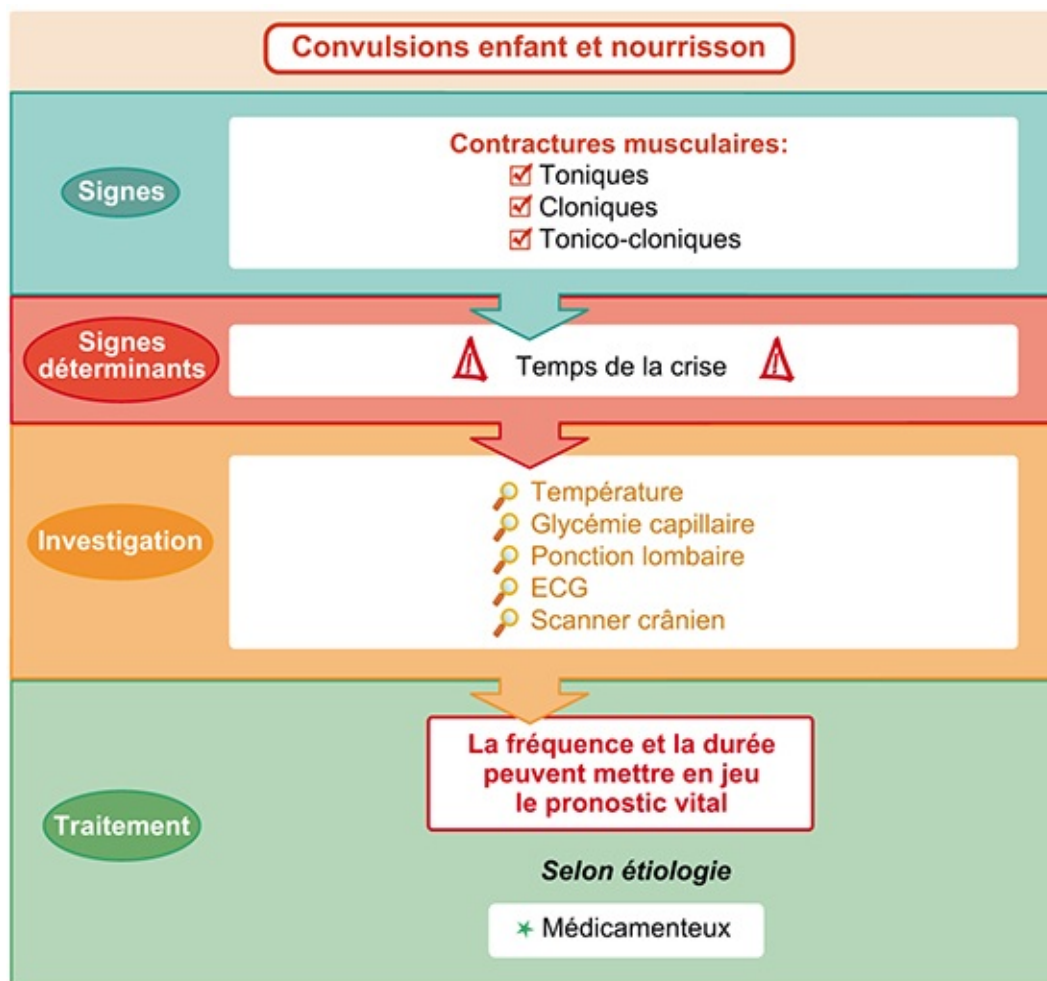 Convulsions enfant et nourrisson
Signes
Contractures musculaires:
Toniques
Cloniques
Tonico-cloniques
Signes
déterminants
Temps de la crise
Investigation
Température
Glycémie capillaire
Ponction lombaire
ECG
Scanner crânien
Traitement
La fréquence et la durée
peuvent mettre en jeu
le pronostic vital
Selon étiologie
Médicamenteux